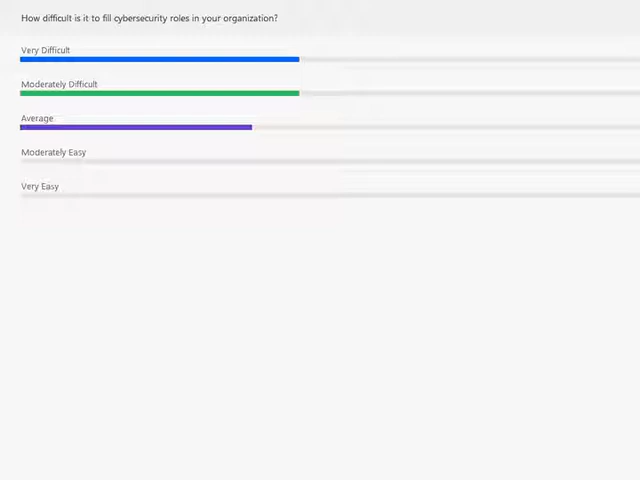 How difficult is it to fill cybersecurity roles in your organization?
Very Difficult
Moderately Difficult
Average
Moderately Easy
Very Easy